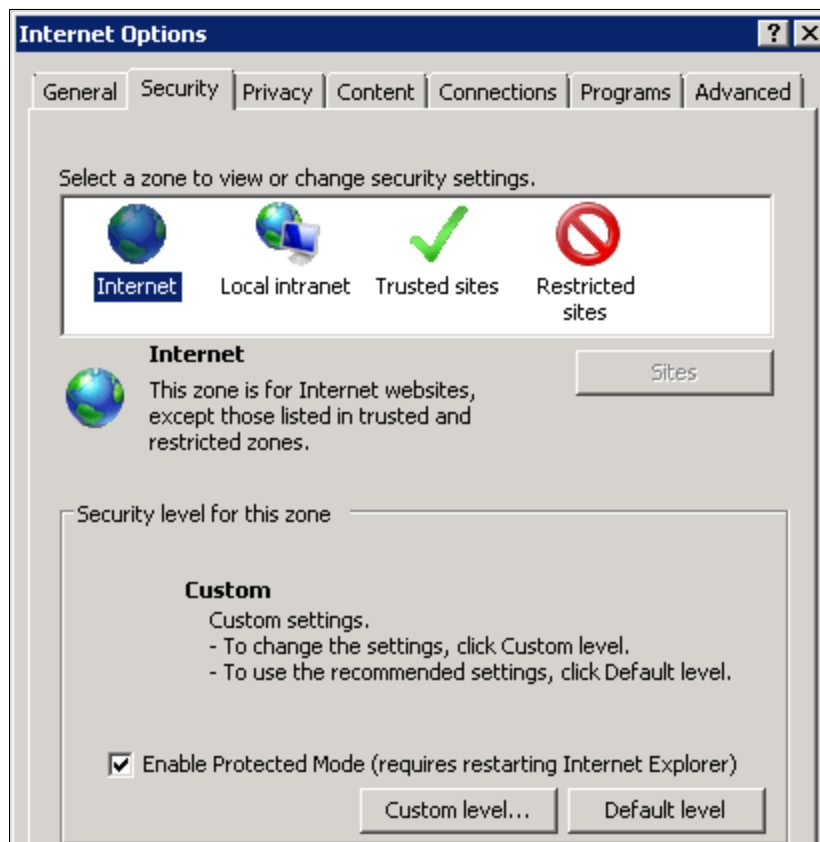 Internet Options
General Security Privacy Content Connections Programs Advanced
Select a zone to view or change security settings.
Internet Local intranet Trusted sites Restricted
sites
Internet
Sites
This zone is for Internet websites,
except those listed in trusted and
restricted zones.
Security level for this zone
Custom
Custom settings.
- To change the settings, click Custom level.
- To use the recommended settings, click Default level.
Enable Protected Mode (requires restarting Internet Explorer)
Custom level... Default level